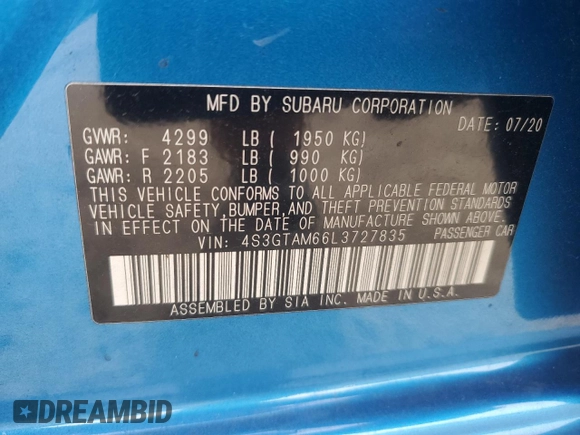 MFD BY SUBARU CORPORATION
DATE: 07/20
GVWR: 4299 LB ( 1950 KG)
GAWR: F 2183 LB ( 990 KG)
GAWR: R 2205 LB ( 1000 KG)
THIS VEHICLE CONFORMS TO ALL APPLICABLE FEDERAL MOTOR
VEHICLE SAFETY, BUMPER, AND THEFT PREVENTION STANDARDS
IN EFFECT ON THE DATE OF MANUFACTURE SHOWN ABOVE.
VIN: 4S3GTAM66L3727835 PASSENGER CAR
ASSEMBLED BY SIA INC. MADE IN U.S.A.
DREAMBID